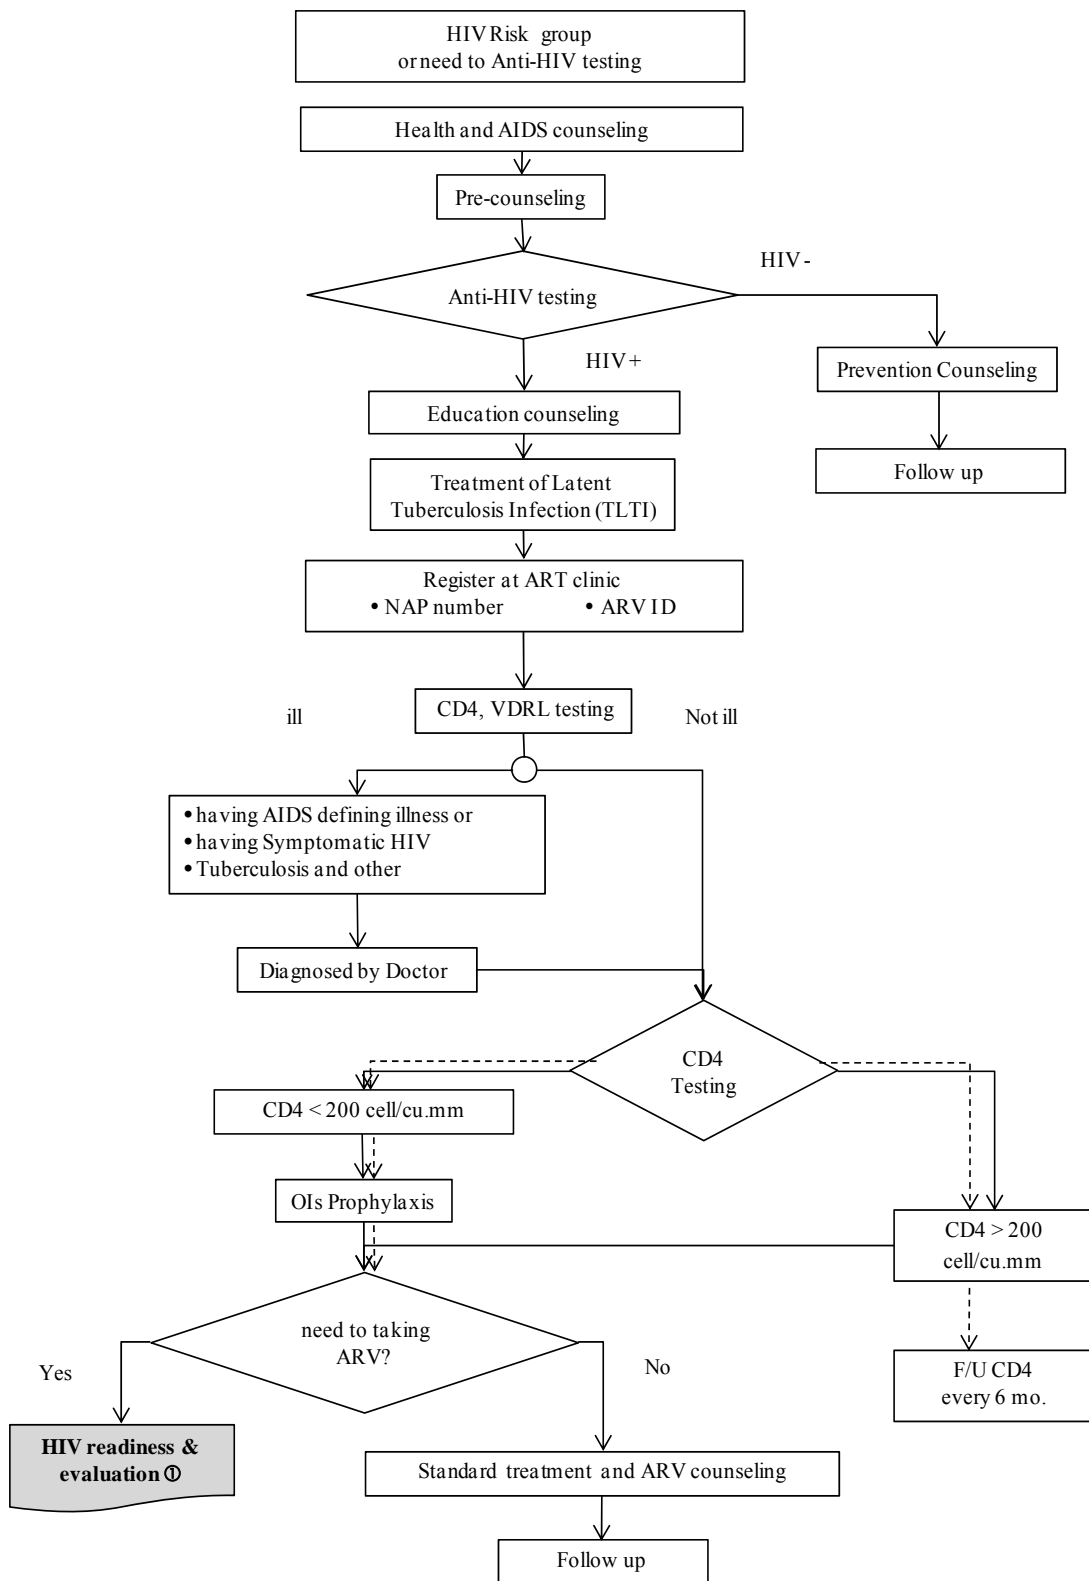 HIV Risk group
or need to Anti-HIV testing
Health and AIDS counseling
Pre-counseling
HIV -
Anti-HIV testing
HIV +
Prevention Counseling
Education counseling
Follow up
Treatment of Latent
Tuberculosis Infection (TLTI)
Register at ART clinic
• NAP number • ARV ID
ill
CD4, VDRL testing
Not ill
• having AIDS defining illness or
• having Symptomatic HIV
• Tuberculosis and other
Diagnosed by Doctor
CD4
Testing
CD4 < 200 cell/cu.mm
OIs Prophylaxis
CD4 > 200
cell/cu.mm
need to taking
ARV?
Yes
No
F/U CD4
every 6 mo.
HIV readiness &
evaluation ①
Standard treatment and ARV counseling
Follow up